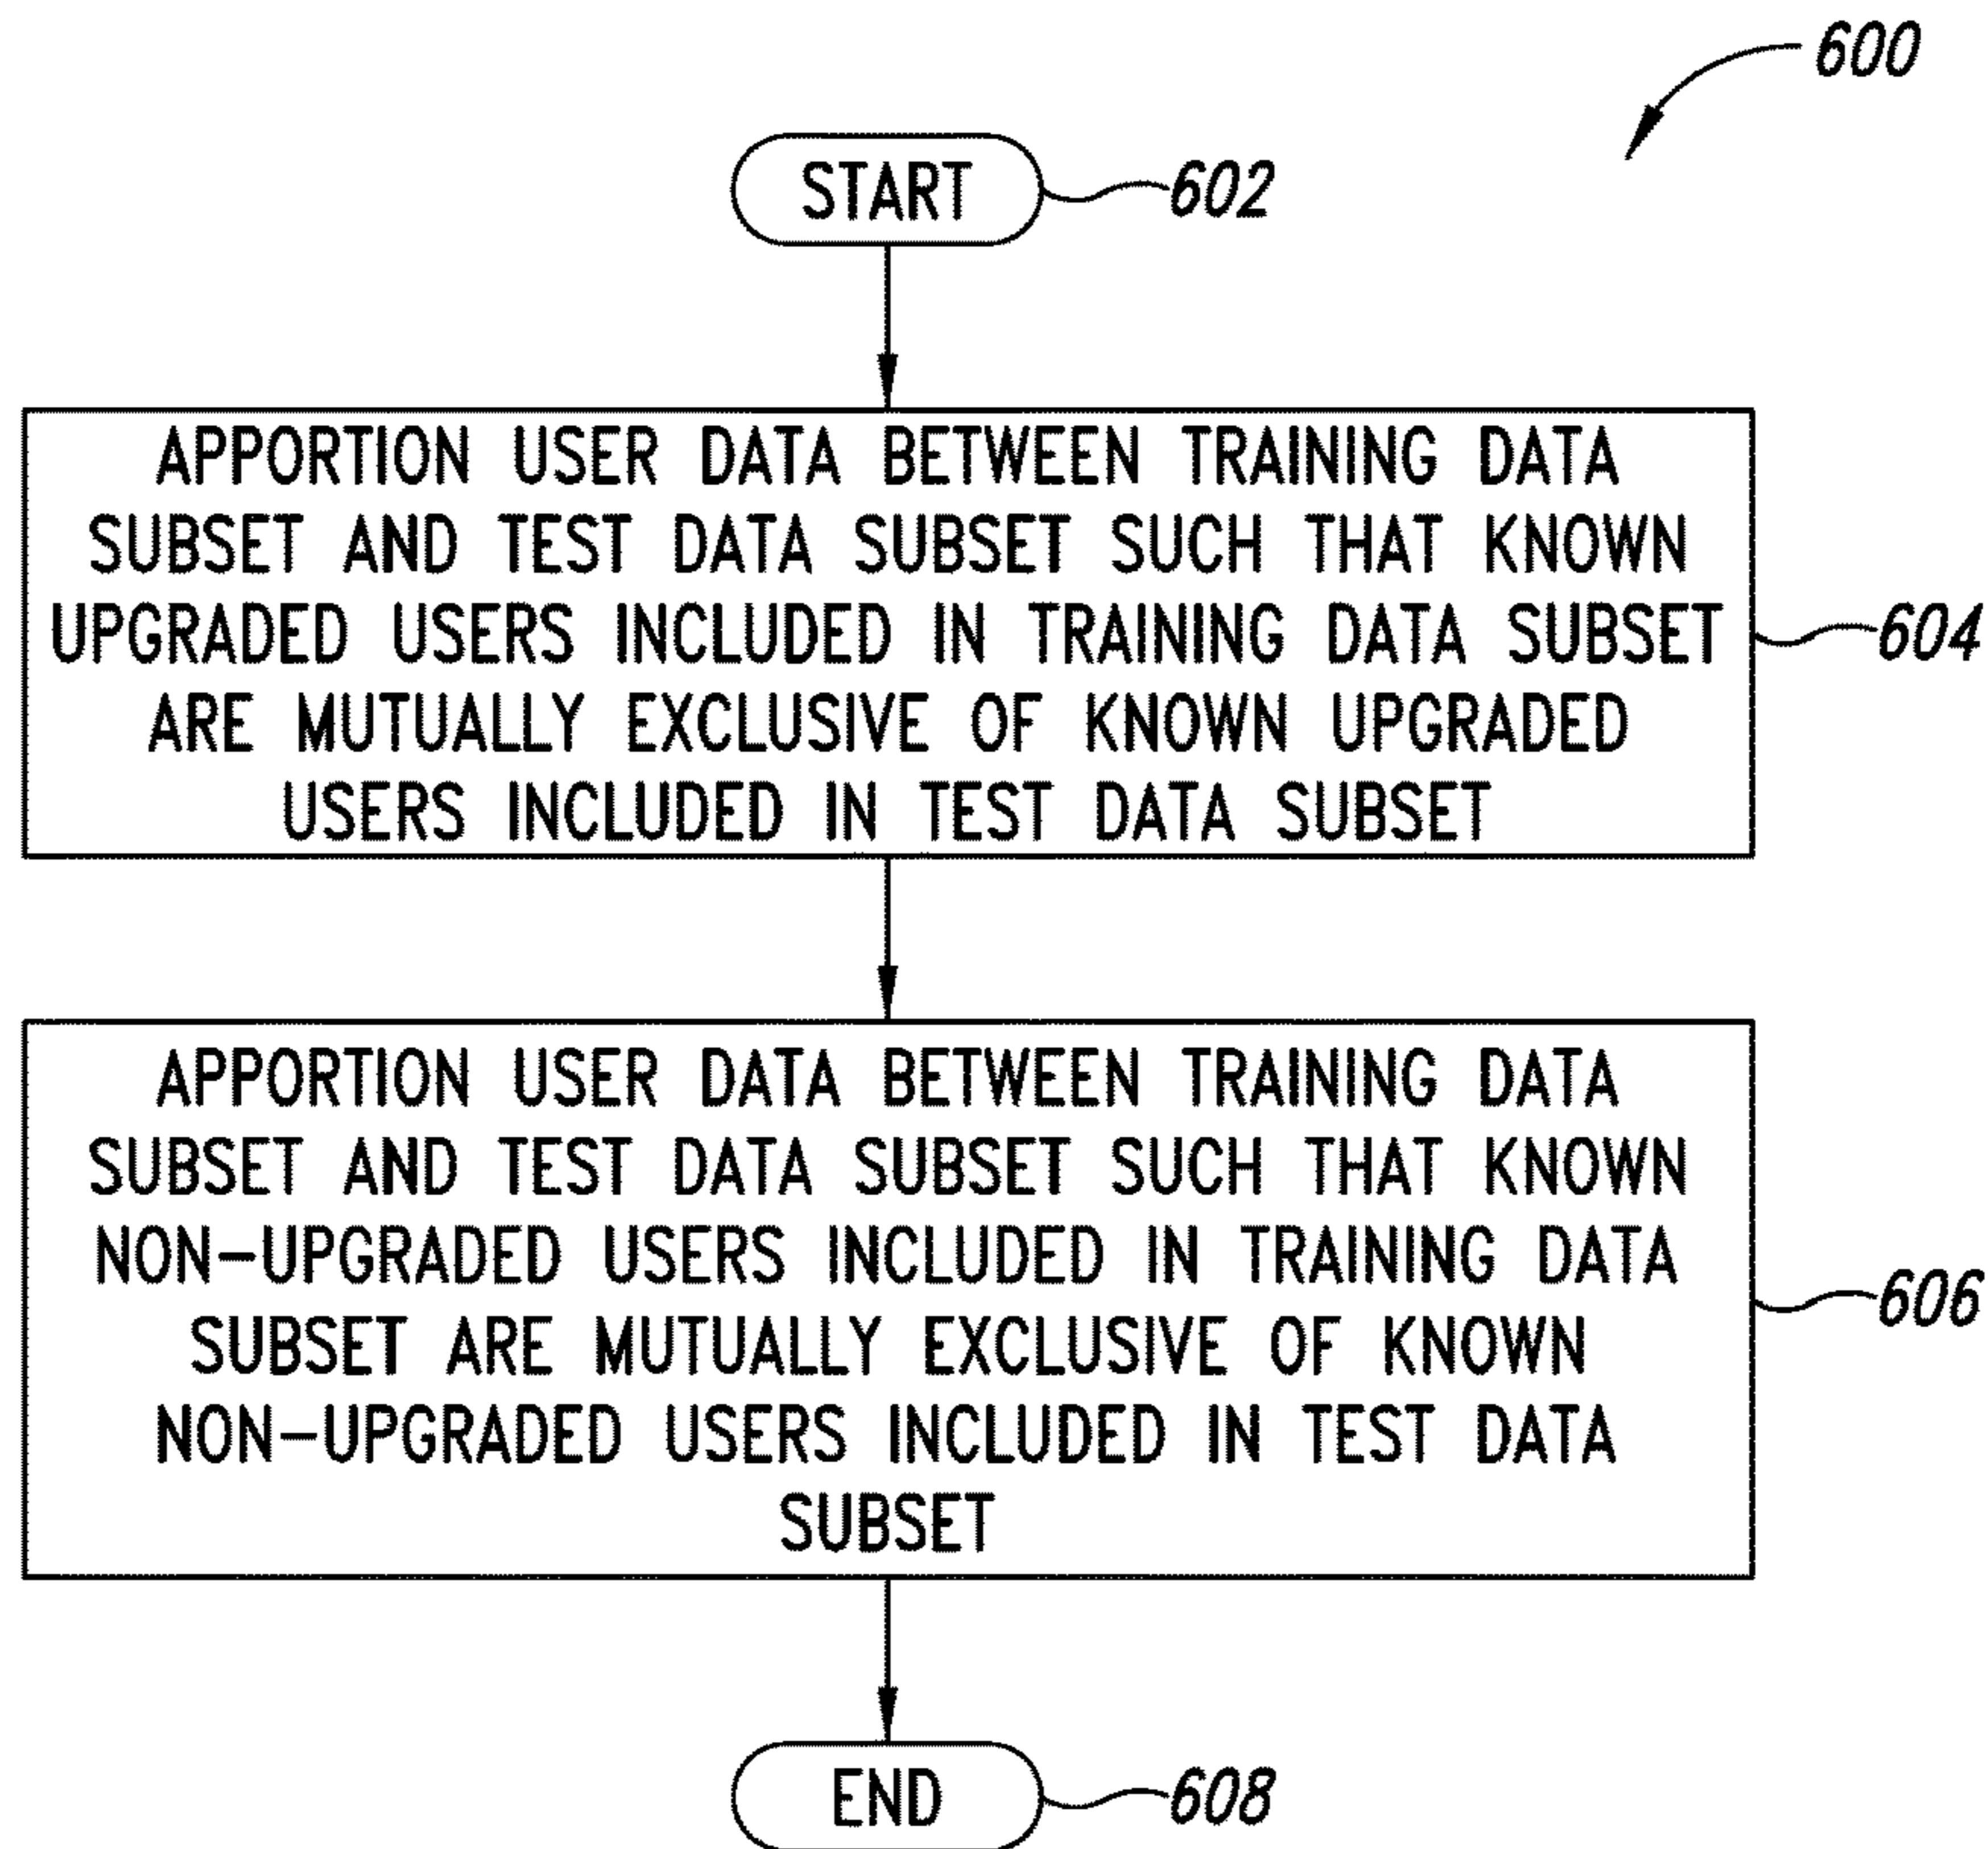 600
START
602
APPORTION USER DATA BETWEEN TRAINING DATA
SUBSET AND TEST DATA SUBSET SUCH THAT KNOWN
UPGRADED USERS INCLUDED IN TRAINING DATA SUBSET
ARE MUTUALLY EXCLUSIVE OF KNOWN UPGRADED
USERS INCLUDED IN TEST DATA SUBSET
604
APPORTION USER DATA BETWEEN TRAINING DATA
SUBSET AND TEST DATA SUBSET SUCH THAT KNOWN
NON-UPGRADED USERS INCLUDED IN TRAINING DATA
SUBSET ARE MUTUALLY EXCLUSIVE OF KNOWN
NON-UPGRADED USERS INCLUDED IN TEST DATA
SUBSET
606
END
608